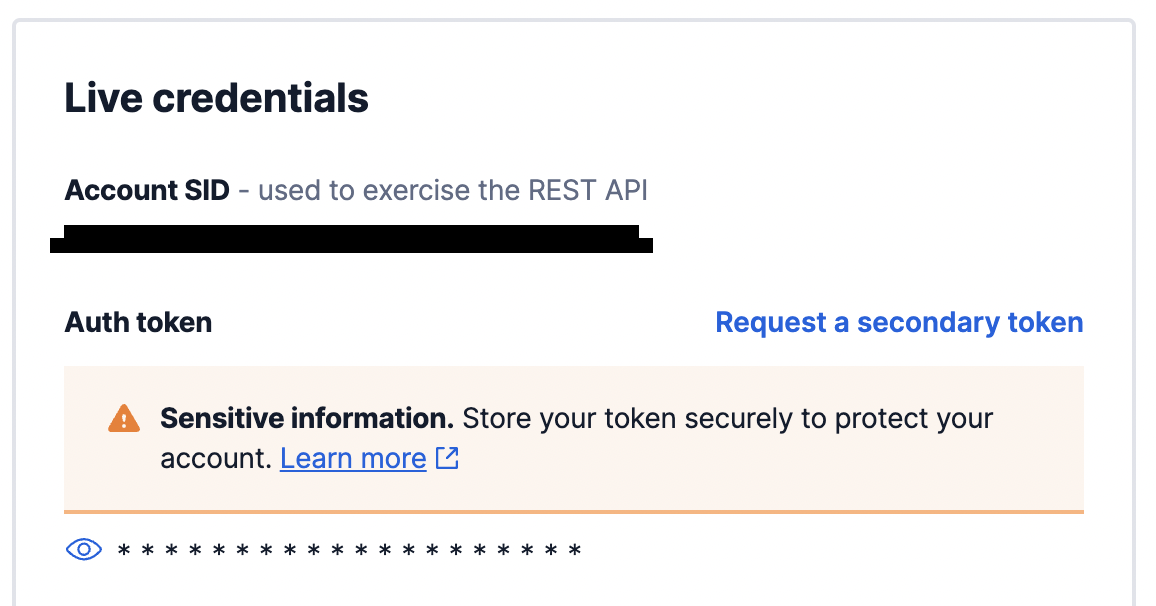 Live credentials
Account SID - used to exercise the REST API
Auth token
Request a secondary token
Sensitive information. Store your token securely to protect your
account. Learn more
* * * * * * * * * * * * * * * * * * * *